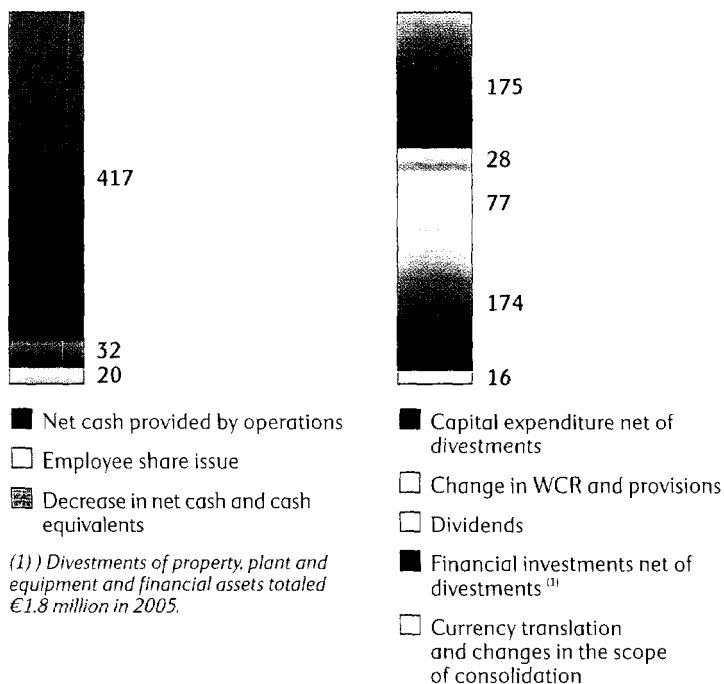 417
32
20
Net cash provided by operations
Employee share issue
Decrease in net cash and cash
equivalents
(1) ) Divestments of property, plant and
equipment and financial assets totaled
€1.8 million in 2005.
175
28
77
174
16
Capital expenditure net of
divestments
Change in WCR and provisions
Dividends
Financial investments net of
divestments (1)
Currency translation
and changes in the scope
of consolidation